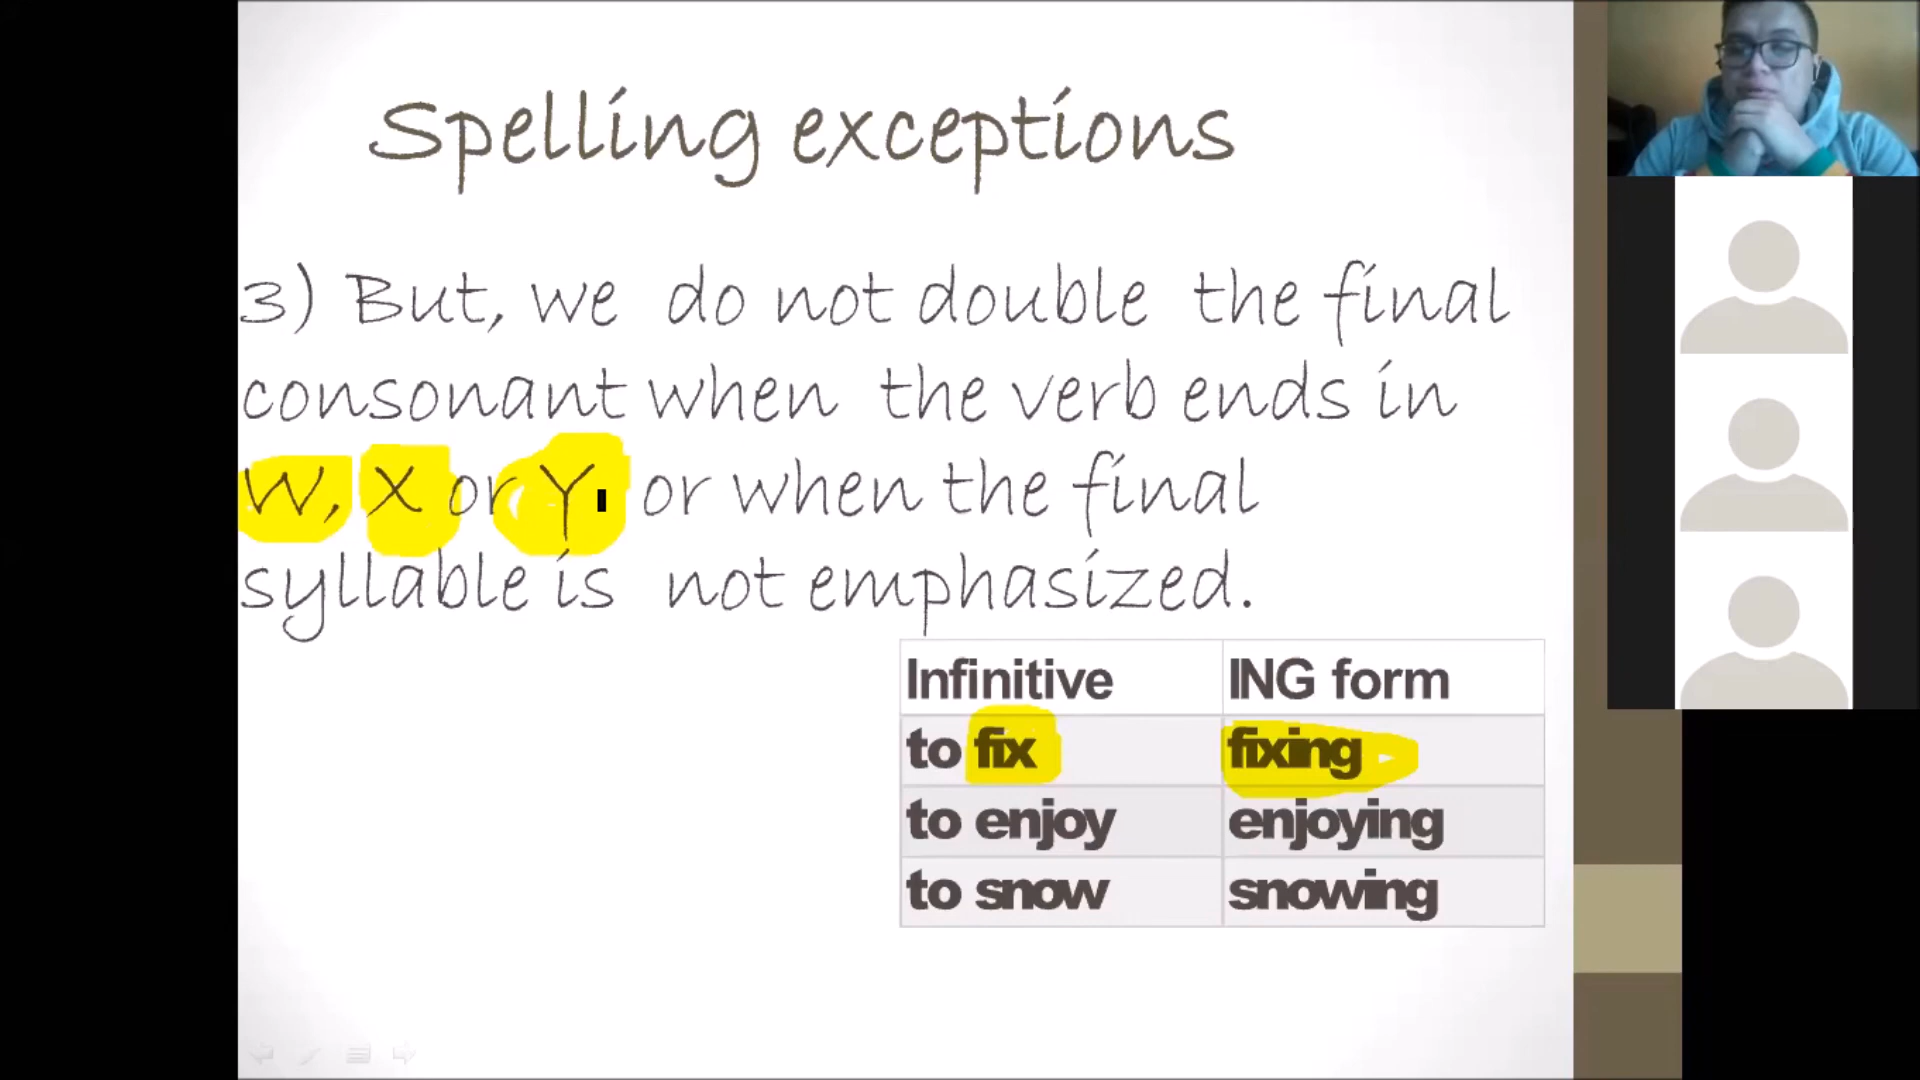 Spelling exceptions
3) But, we do not double the final
consonant when the verb ends in
W, X or Y, or when the final
syllable is not emphasized.
Infinitive ING form
to fix fixing
to enjoy enjoying
to snow snowing